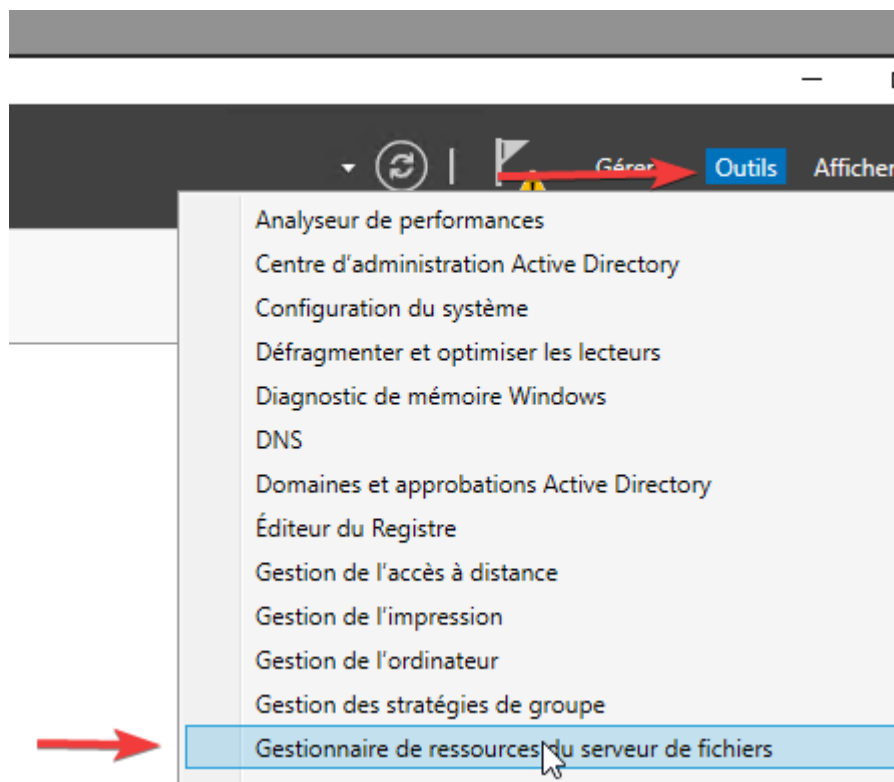 Gérer Outils Afficher
Analyseur de performances
Centre d'administration Active Directory
Configuration du système
Défragmenter et optimiser les lecteurs
Diagnostic de mémoire Windows
DNS
Domaines et approbations Active Directory
Éditeur du Registre
Gestion de l'accès à distance
Gestion de l'impression
Gestion de l'ordinateur
Gestion des stratégies de groupe
Gestionnaire de ressources du serveur de fichiers